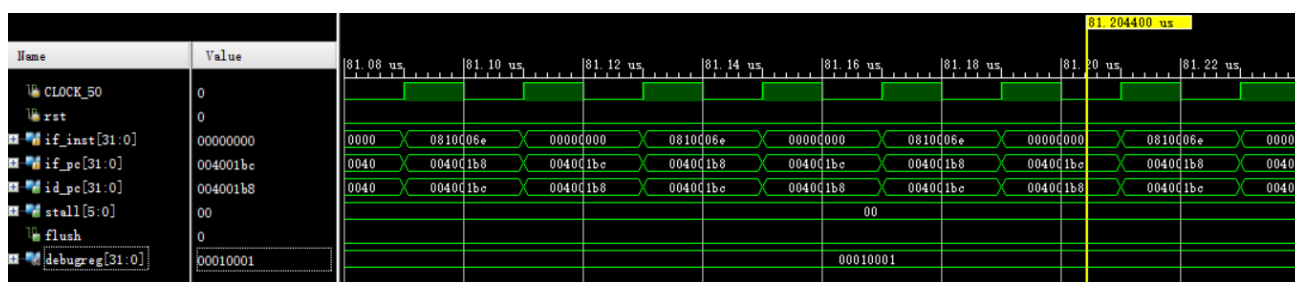 81.204400 us
Name Value
81.08 us 81.10 us 81.12 us 81.14 us 81.16 us 81.18 us 81.20 us 81.22 us
CLOCK_50 0
rst 0
if_inst[31:0] 00000000 0000 0810006e 00000000 0810006e 00000000 0810006e 00000000 0810006e 0000
if_pc[31:0] 004001bc 0040 004001b8 004001bc 004001b8 004001bc 004001b8 004001bc 004001b8 0040
id_pc[31:0] 004001b8 0040 004001bc 004001b8 004001bc 004001b8 004001bc 004001b8 004001bc 0040
stall[5:0] 00 00
flush 0
debugreg[31:0] 00010001 00010001